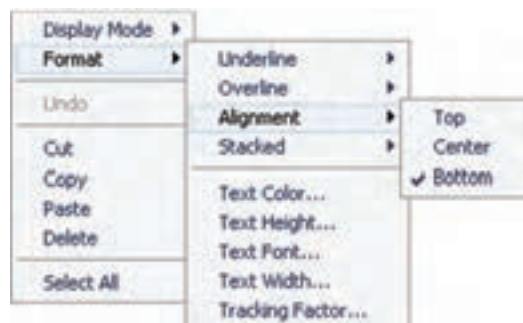 Display Mode
Format
Undo
Cut
Copy
Paste
Delete
Select All
Underline
Overline
Alignment
Stacked
Text Color...
Text Height...
Text Font...
Text Width...
Tracking Factor...
Top
Center
Bottom